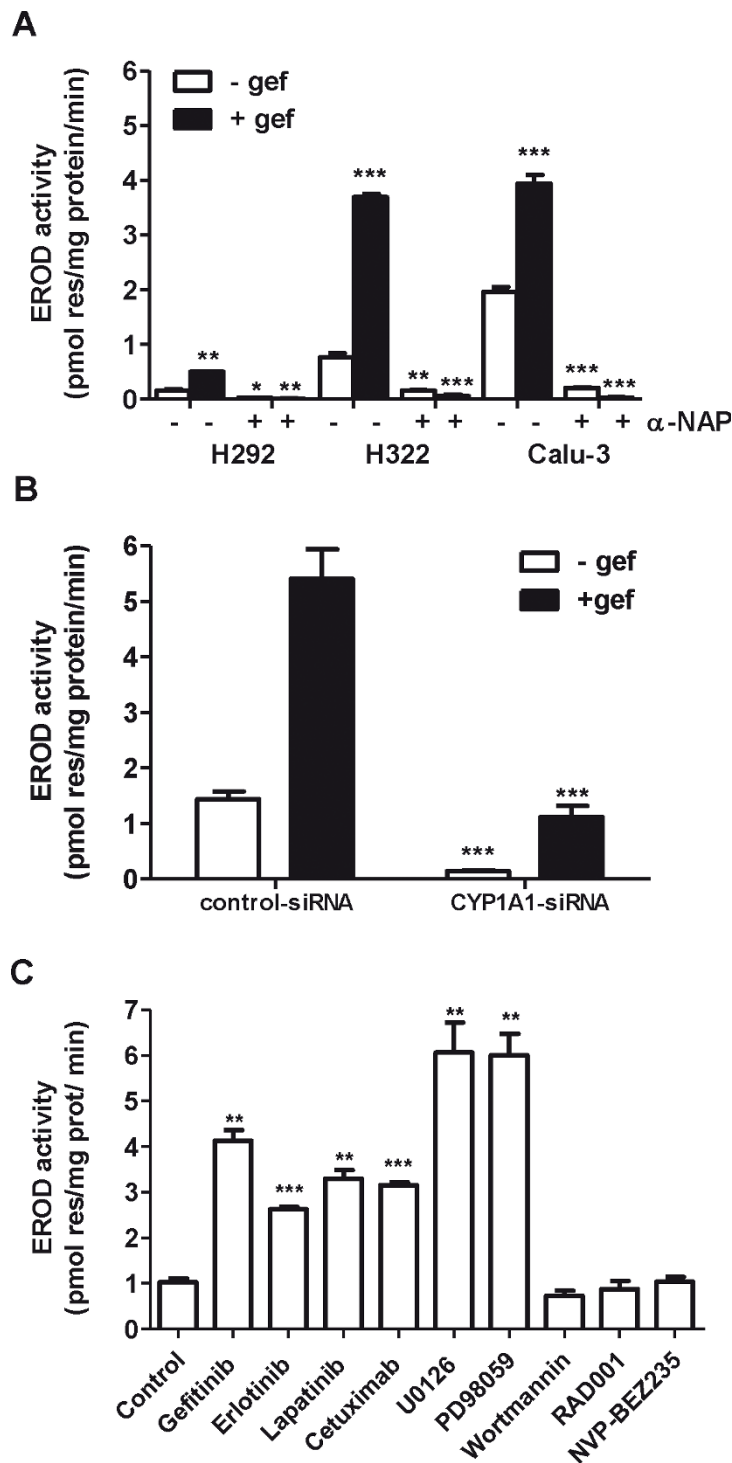 A
EROD activity
(pmol res/mg protein/min)
6
5
4
3
2
1
0
- gef
+ gef
** * ** *** ** *** *** *** ***
- - + + - - + + - - + + α-NAP
H292 H322 Calu-3
B
EROD activity
(pmol res/mg protein/min)
6
5
4
3
2
1
0
- gef
+gef
*** ***
control-siRNA CYP1A1-siRNA
C
EROD activity
(pmol res/mg prot/ min)
7
6
5
4
3
2
1
0
** *** ** *** ** **
Control
Gefitinib
Erlotinib
Lapatinib
Cetuximab
U0126
PD98059
Wortmannin
RAD001
NVP-BEZ235